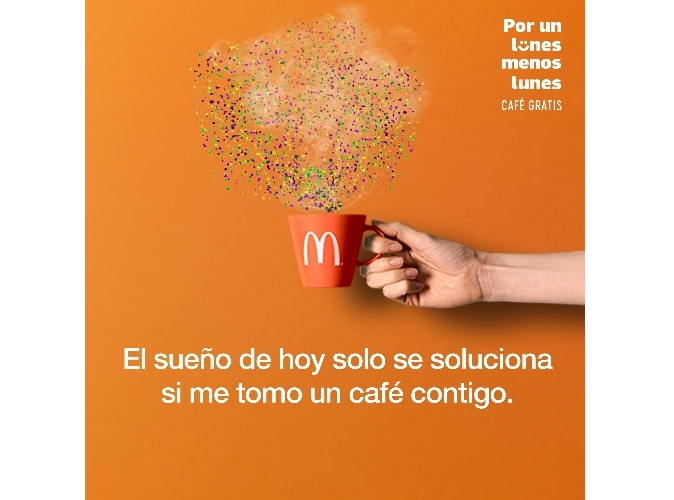 Por un
lunes
menos
lunes
CAFÉ GRATIS
M
El sueño de hoy solo se soluciona
si me tomo un café contigo.